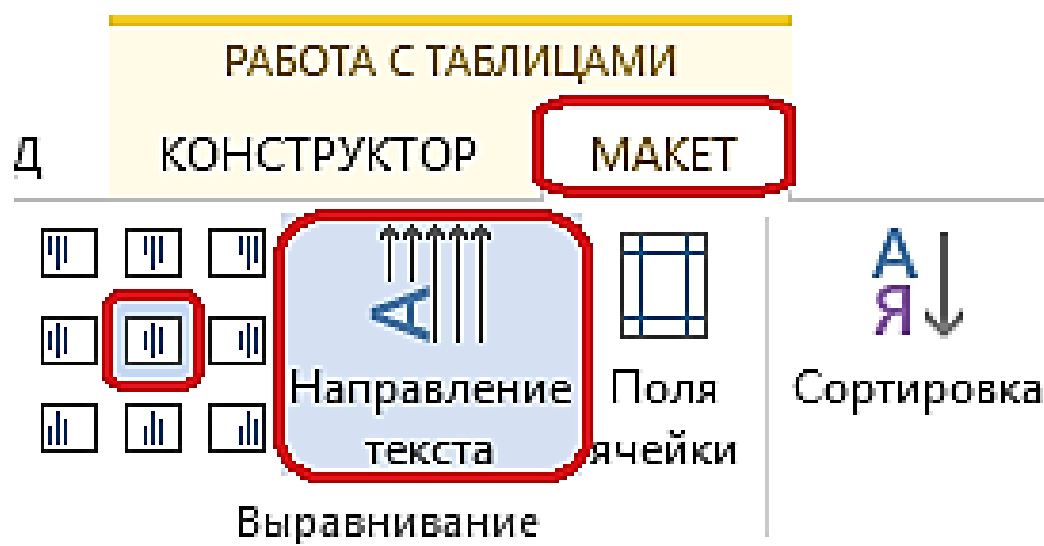 РАБОТА С ТАБЛИЦАМИ
Д КОНСТРУКТОР МАКЕТ
А
А
Я
Направление Поля Сортировка
текста ячейки
Выравнивание